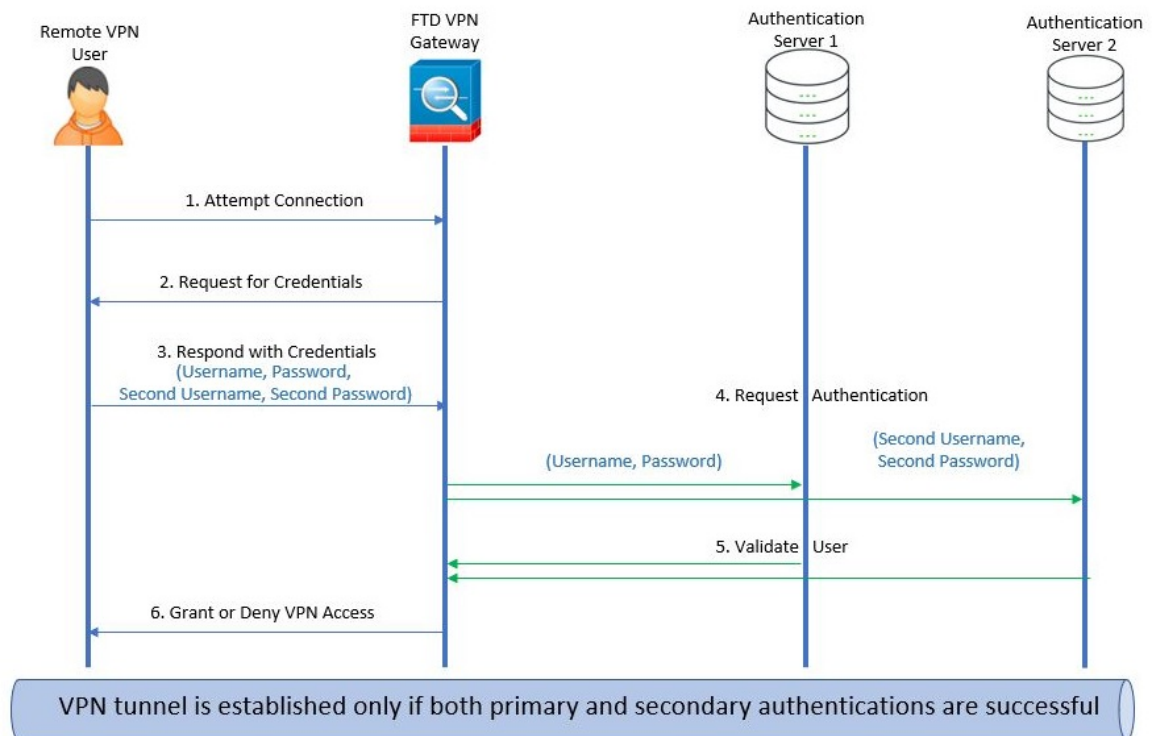 Remote VPN
User
FTD VPN
Gateway
Authentication
Server 1
Authentication
Server 2
1. Attempt Connection
2. Request for Credentials
3. Respond with Credentials
(Username, Password,
Second Username, Second Password)
4. Request Authentication
(Username, Password)
(Second Username,
Second Password)
5. Validate User
6. Grant or Deny VPN Access
VPN tunnel is established only if both primary and secondary authentications are successful